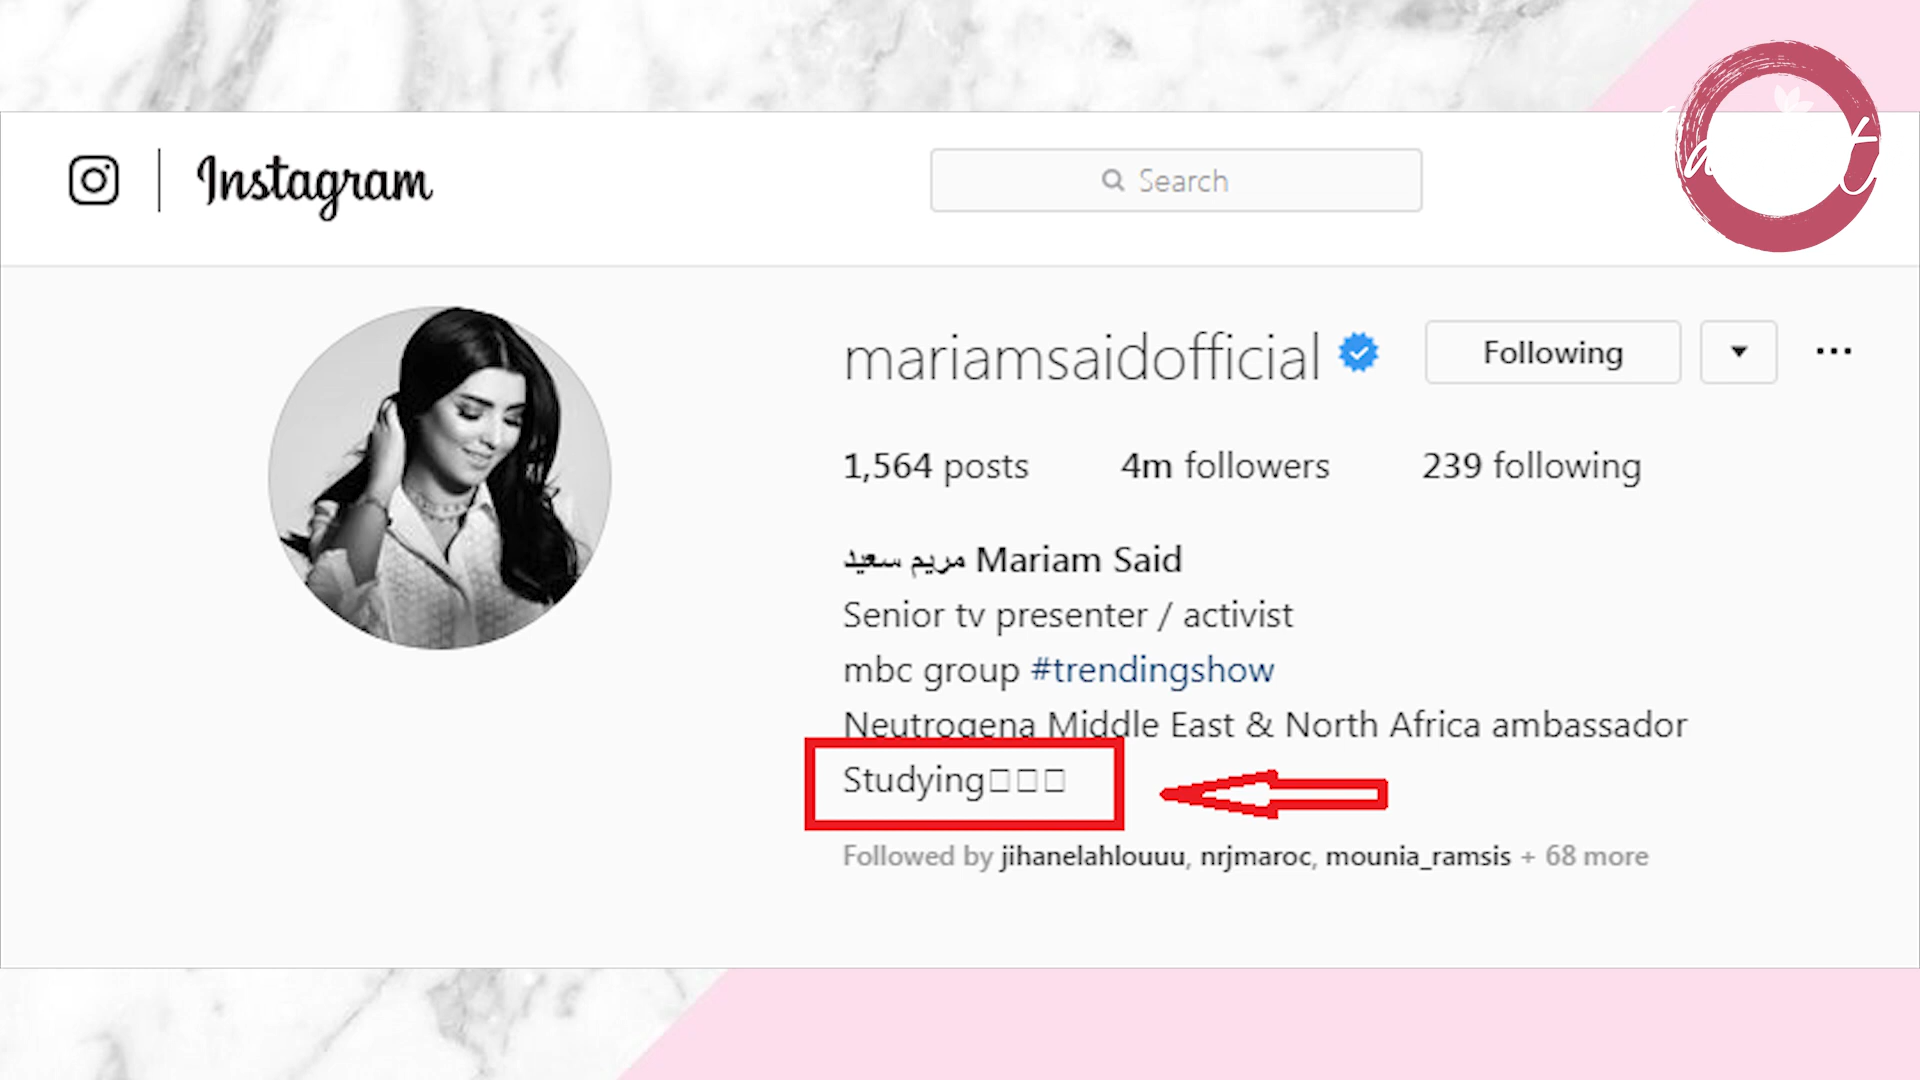 Instagram
Search
mariamsaidofficial
Following
1,564 posts 4m followers 239 following
مريم سعيد Mariam Said
Senior tv presenter / activist
mbc group #trendingshow
Neutrogena Middle East & North Africa ambassador
Studying□□□
Followed by jihanelahlouuu, nrjmaroc, mounia_ramsis + 68 more